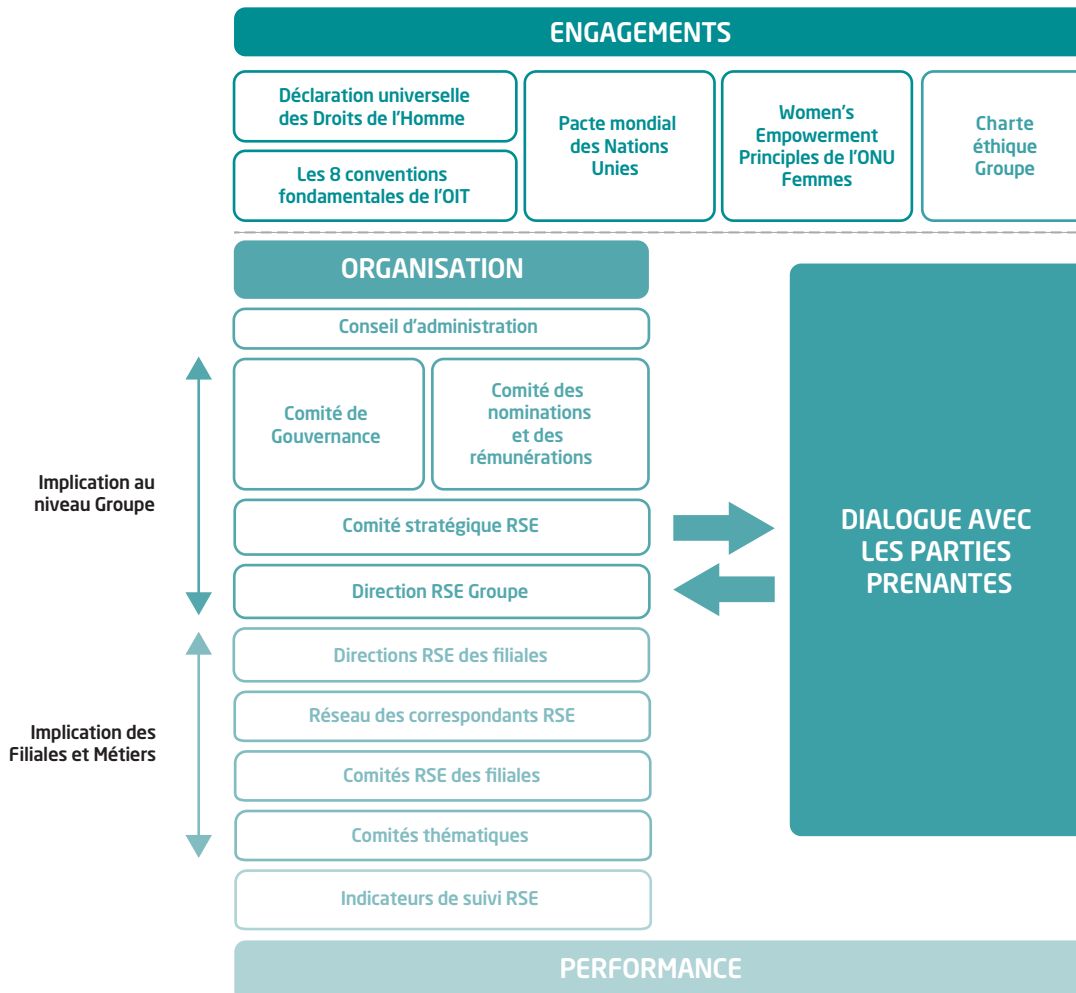 ENGAGEMENTS
Déclaration universelle
des Droits de l'Homme
Les 8 conventions
fondamentales de l'OIT
Pacte mondial
des Nations
Unies
Women's
Empowerment
Principles de l'ONU
Femmes
Charte
éthique
Groupe
ORGANISATION
Conseil d'administration
Comité de
Gouvernance
Comité des
nominations
et des
rémunérations
Implication au
niveau Groupe
Comité stratégique RSE
Direction RSE Groupe
DIALOGUE AVEC
LES PARTIES
PRENANTES
Directions RSE des filiales
Réseau des correspondants RSE
Implication des
Filiales et Métiers
Comités RSE des filiales
Comités thématiques
Indicateurs de suivi RSE
PERFORMANCE